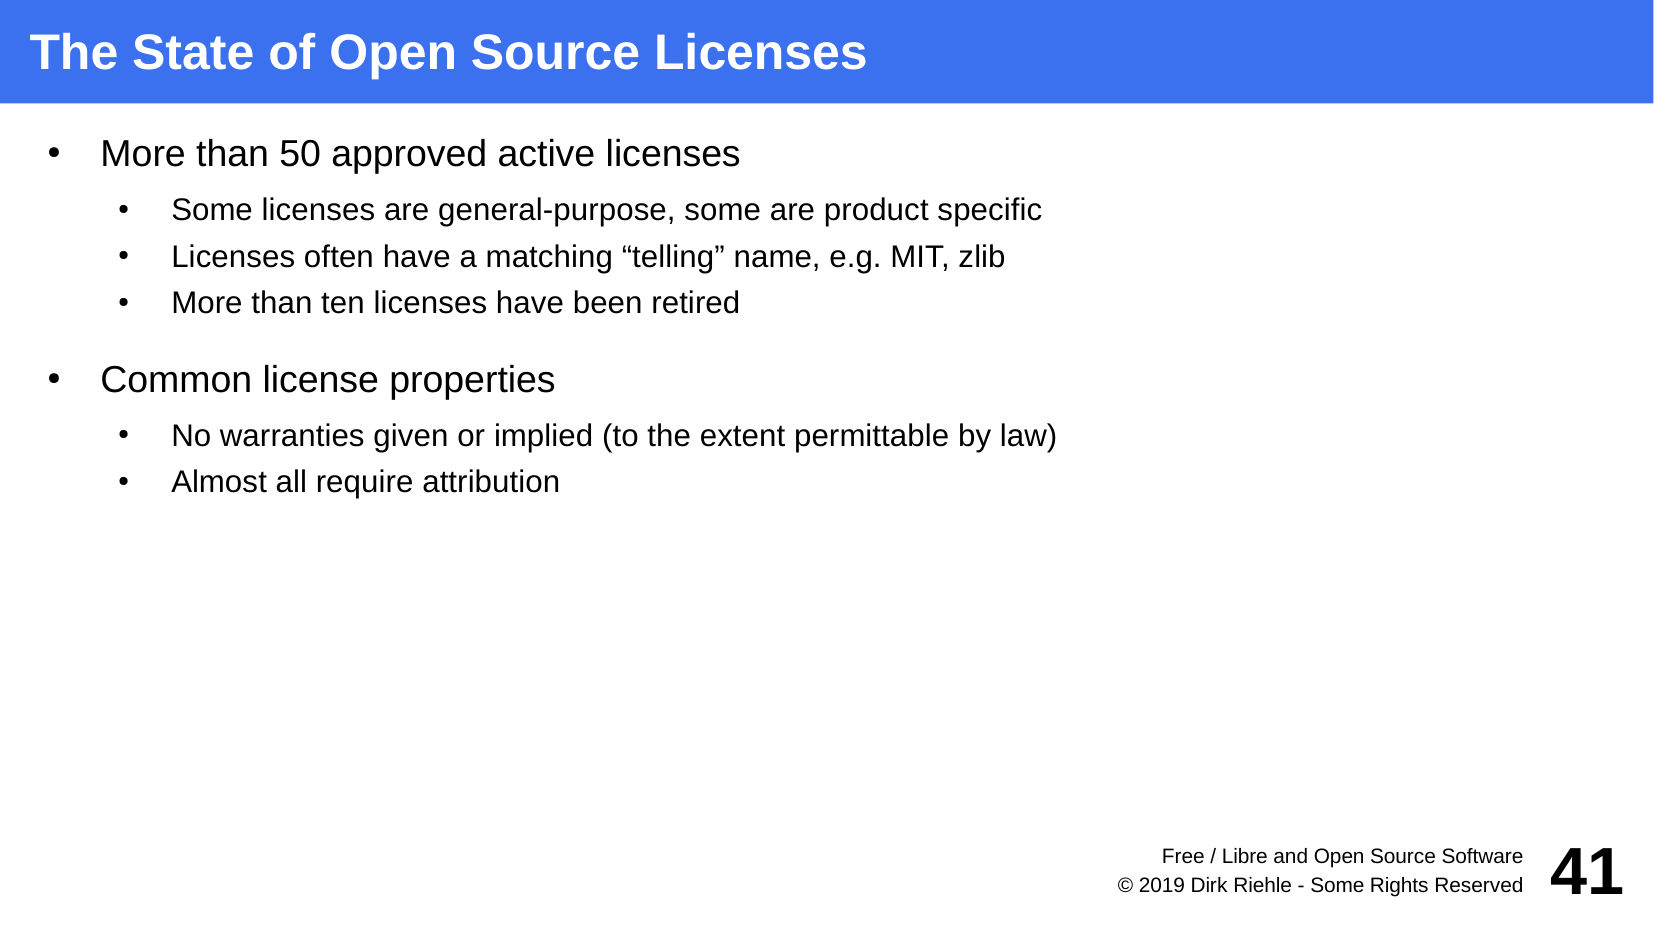 The State of Open Source Licenses
• More than 50 approved active licenses
• Some licenses are general-purpose, some are product specific
• Licenses often have a matching “telling” name, e.g. MIT, zlib
• More than ten licenses have been retired
• Common license properties
• No warranties given or implied (to the extent permittable by law)
• Almost all require attribution
Free / Libre and Open Source Software
© 2019 Dirk Riehle - Some Rights Reserved
41